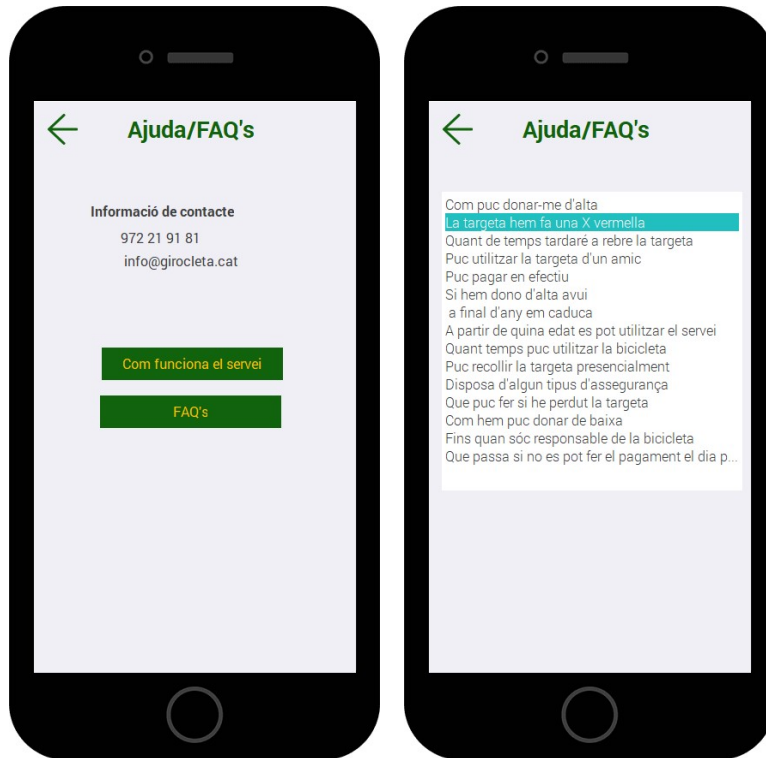 Ajuda/FAQ's
Informació de contacte
972 21 91 81
info@girocleta.cat
Com funciona el servei
FAQ's
Ajuda/FAQ's
Com puc donar-me d'alta
La targeta hem fa una X vermella
Quant de temps tardaré a rebre la targeta
Puc utilitzar la targeta d'un amic
Puc pagar en efectiu
Si hem dono d'alta avui
a final d'any em caduca
A partir de quina edat es pot utilitzar el servei
Quant temps puc utilitzar la bicicleta
Puc recollir la targeta presencialment
Disposa d'algun tipus d'assegurança
Que puc fer si he perdut la targeta
Com hem puc donar de baixa
Fins quan sóc responsable de la bicicleta
Que passa si no es pot fer el pagament el dia p...